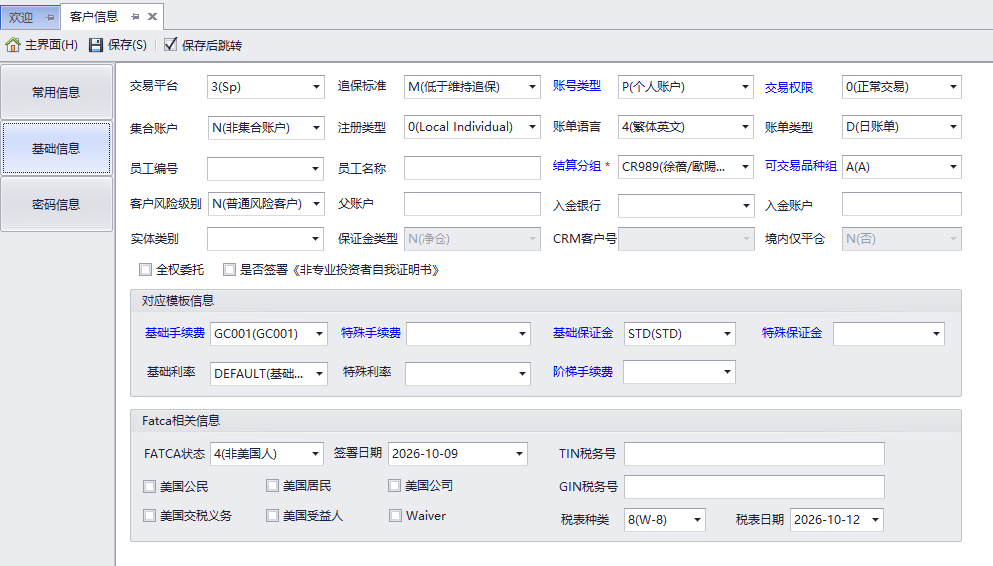 欢迎 客户信息
主界面(H) 保存(S) 保存后跳转
常用信息
基础信息
密码信息
交易平台 3(Sp) 追保标准 M(低于维持追保) 账号类型 P(个人账户) 交易权限 0(正常交易)
集合账户 N(非集合账户) 注册类型 0(Local Individual) 账单语言 4(繁体英文) 账单类型 D(日账单)
员工编号 员工名称 结算分组 * CR989(徐蓓/歐陽... 可交易品种组 A(A)
客户风险级别 N(普通风险客户) 父账户 入金银行 入金账户
实体类别 保证金类型 N(净仓) CRM客户号 境内仅平仓 N(否)
全权委托 是否签署《非专业投资者自我证明书》
对应模板信息
基础手续费 GC001(GC001) 特殊手续费 基础保证金 STD(STD) 特殊保证金
基础利率 DEFAULT(基础... 特殊利率 阶梯手续费
Fatca相关信息
FATCA状态 4(非美国人) 签署日期 2026-10-09 TIN税务号
美国公民 美国居民 美国公司 GIN税务号
美国交税义务 美国受益人 Waiver 税表种类 8(W-8) 税表日期 2026-10-12